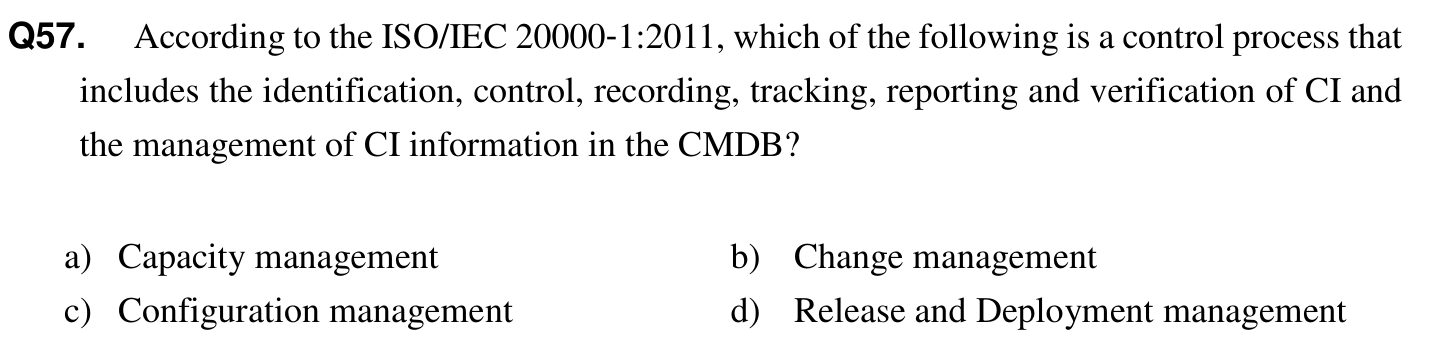 Q57. According to the ISO/IEC 20000-1:2011, which of the following is a control process that
includes the identification, control, recording, tracking, reporting and verification of CI and
the management of CI information in the CMDB?
a) Capacity management b) Change management
c) Configuration management d) Release and Deployment management